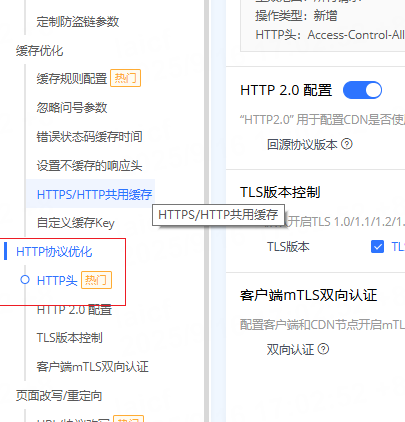 定制防盗链参数
缓存优化
缓存规则配置 热门
忽略问号参数
错误状态码缓存时间
设置不缓存的响应头
HTTPS/HTTP共用缓存
自定义缓存Key
HTTPS/HTTP共用缓存
HTTP协议优化
HTTP头 热门
HTTP 2.0 配置
TLS版本控制
客户端mTLS双向认证
页面改写/重定向
热门
操作类型：新增
HTTP头：Access-Control-All
HTTP 2.0 配置
“HTTP2.0” 用于配置CDN是否使
回源协议版本
TLS版本控制
开启TLS 1.0/1.1/1.2/1.
TLS版本
客户端mTLS双向认证
配置客户端和CDN节点开启mTL
双向认证